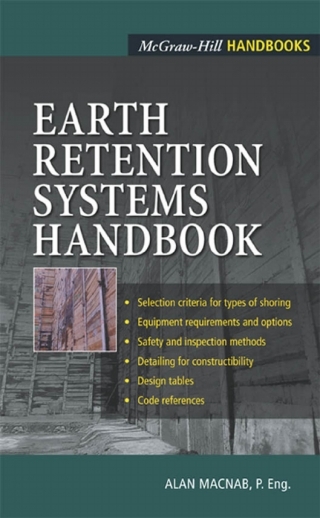 McGraw-Hill HANDBOOKS
EARTH
RETENTION
SYSTEMS
HANDBOOK
• Selection criteria for types of shoring
• Equipment requirements and options
• Safety and inspection methods
• Detailing for constructibility
• Design tables
• Code references
ALAN MACNAB, P. Eng.